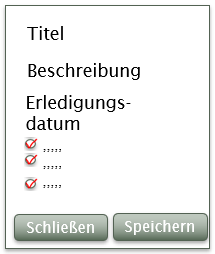 Titel
Beschreibung
Erledigungs-
datum
,,,,,
,,,,,
,,,,,
Schließen Speichern